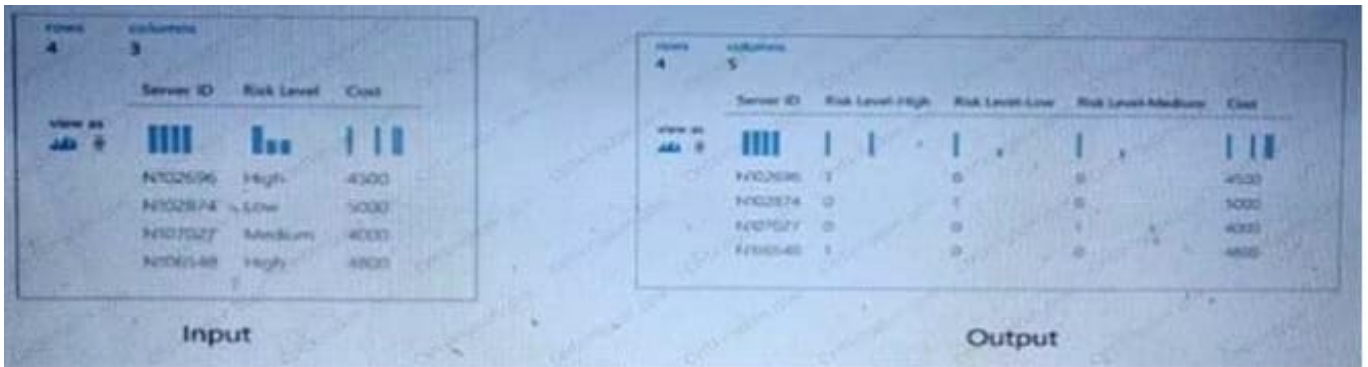 rows columns
4 3
Server ID Risk Level Cost
view as
N102696 High 4500
N102874 Low 5000
N107027 Medium 4000
N106548 High 4800
Input
rows columns
4 5
Server ID Risk Level-High Risk Level-Low Risk Level-Medium Cost
view as
N102696 1 0 0 4500
N102874 0 1 0 5000
N107027 0 0 1 4000
N106548 1 0 0 4800
Output